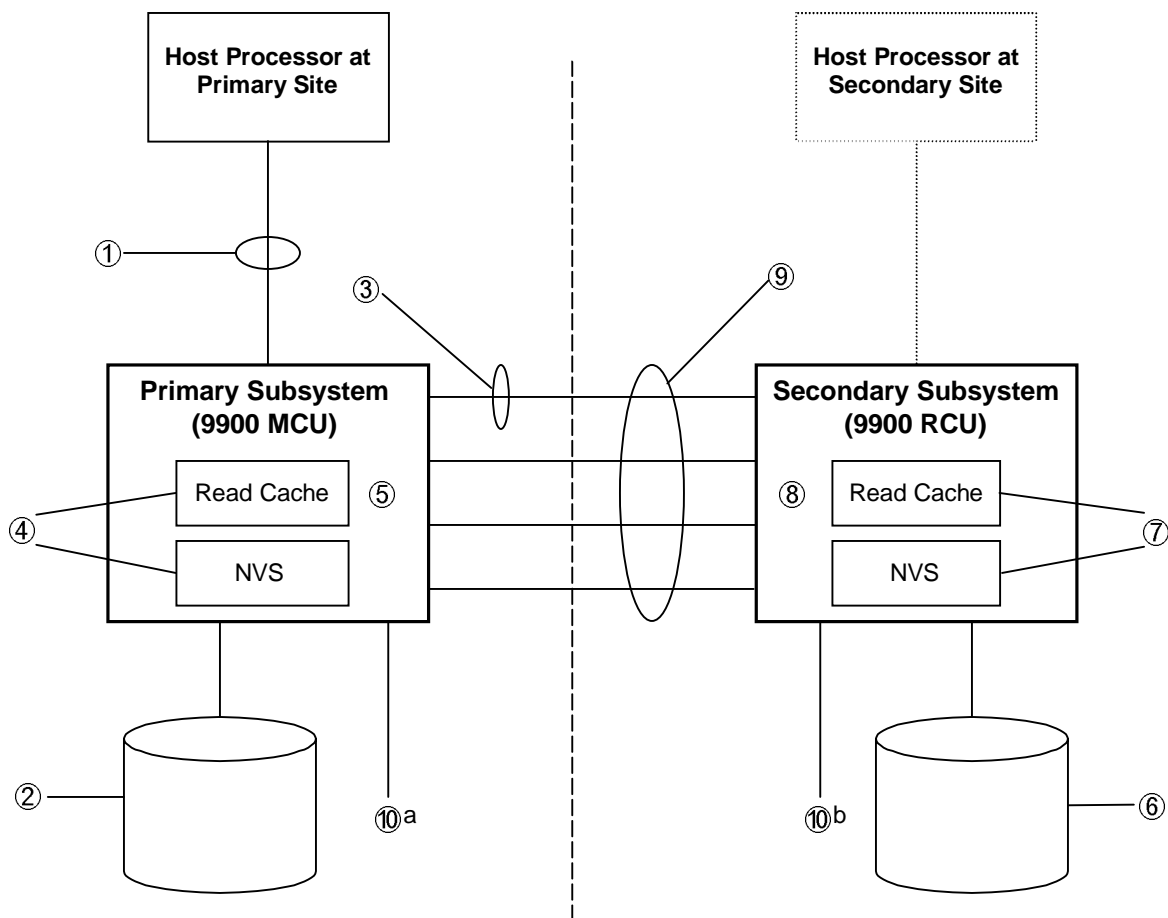 Host Processor at
Primary Site
Host Processor at
Secondary Site
①
③
⑨
Primary Subsystem
(9900 MCU)
Secondary Subsystem
(9900 RCU)
Read Cache
⑤
⑧
Read Cache
④
⑦
NVS
NVS
②
⑩a
⑩b
⑥